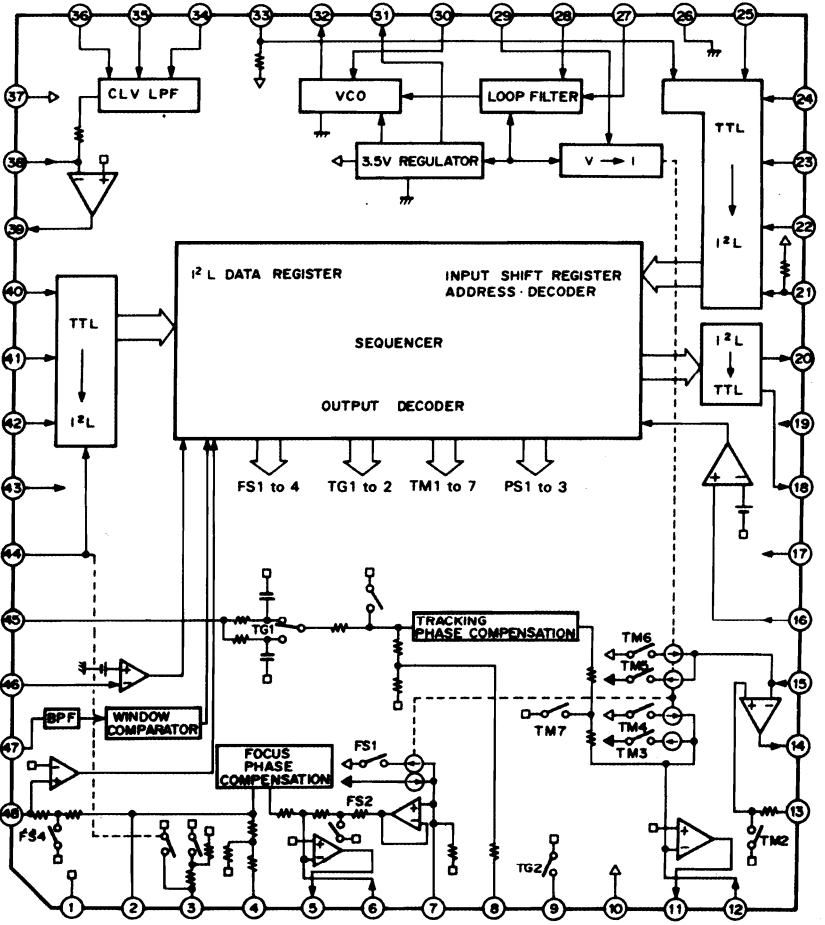 36 35 34 33 32 31 30 29 28 27 26 25
37
CLV LPF
VCO
LOOP FILTER
24
TTL
38
3.5V REGULATOR
V → I
23
39
22
I²L
40
I²L DATA REGISTER
INPUT SHIFT REGISTER
ADDRESS·DECODER
21
TTL
41
SEQUENCER
I²L
20
TTL
42
I²L
OUTPUT DECODER
19
43
FS1 to 4
TG1 to 2
TM1 to 7
PS1 to 3
18
44
17
45
TG1
TRACKING
PHASE COMPENSATION
16
TM6
46
TM5
15
47
BPF
WINDOW
COMPARATOR
TM7
TM4
FOCUS
PHASE
COMPENSATION
FS1
TM3
14
48
FS4
FS2
13
TM2
TG2
1 2 3 4 5 6 7 8 9 10 11 12